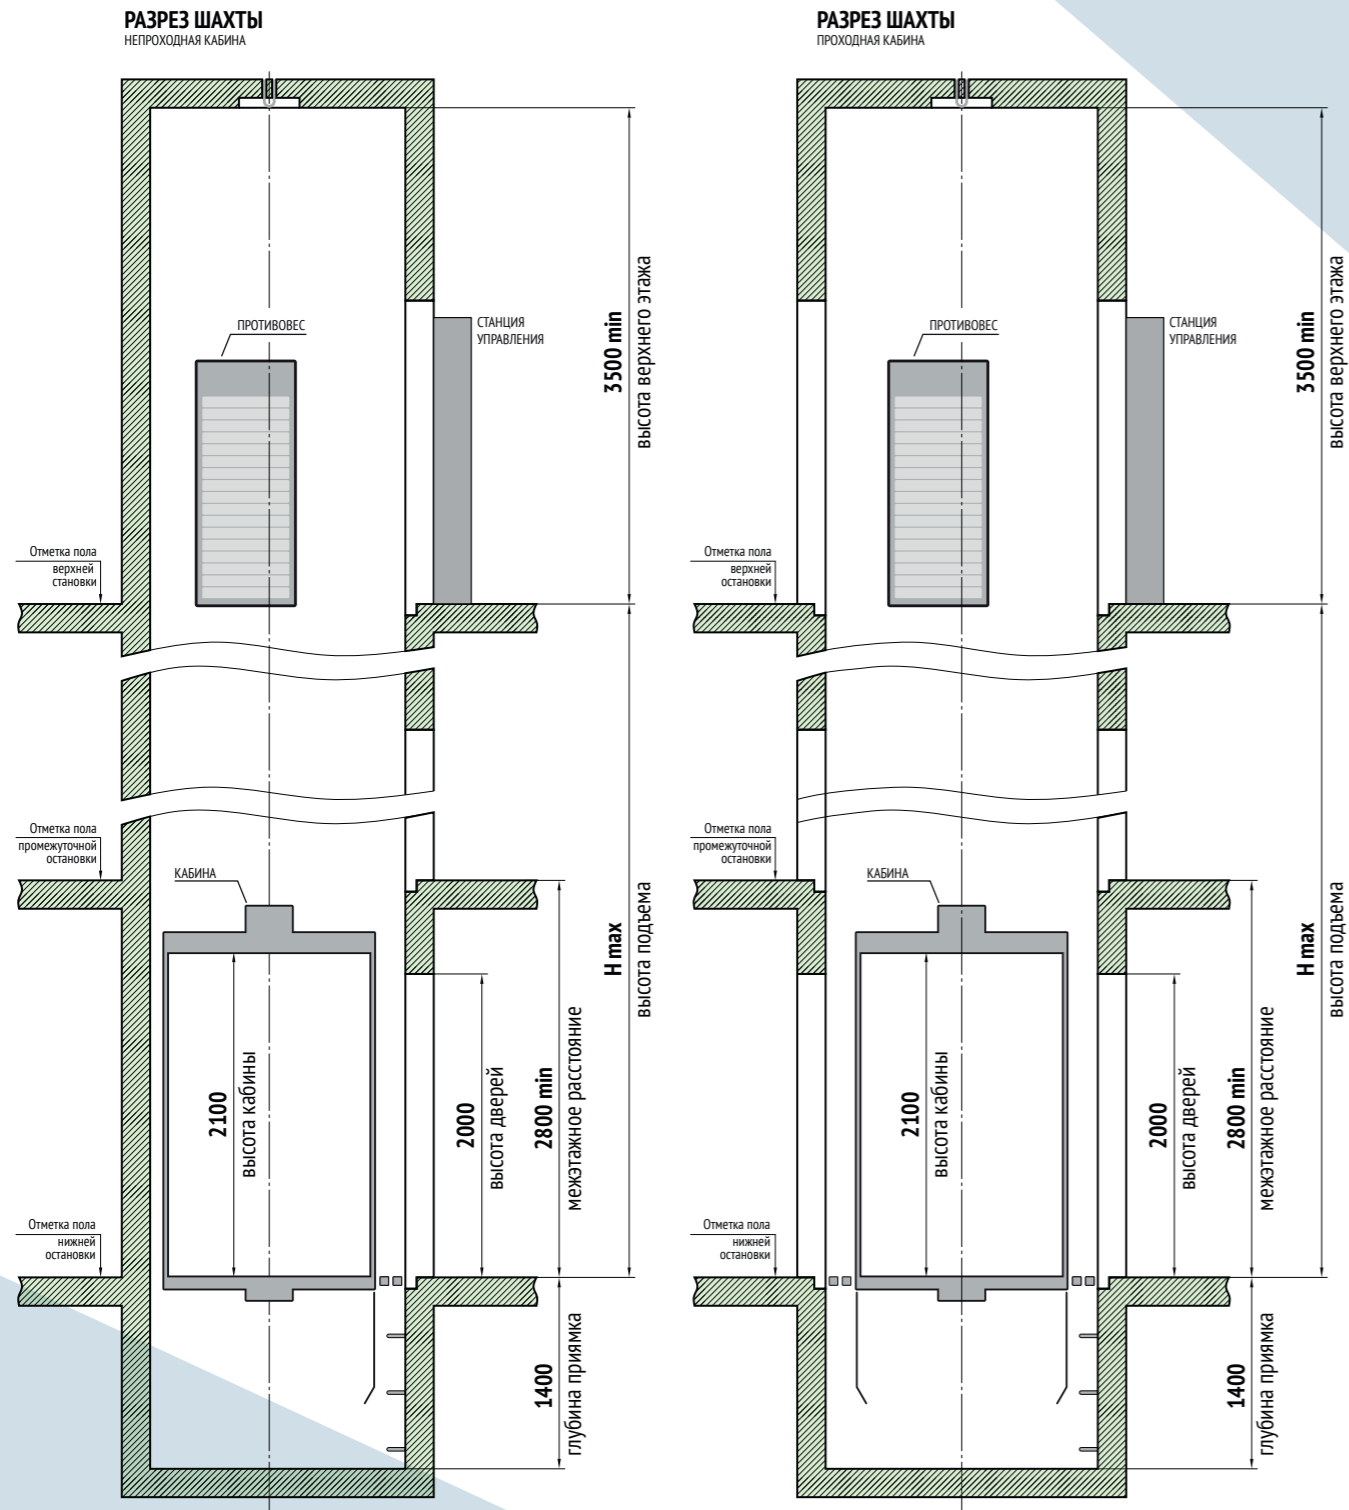 РАЗРЕЗ ШАХТЫ
НЕПРОХОДНАЯ КАБИНА
ПРОТИВОВЕС
СТАНЦИЯ
УПРАВЛЕНИЯ
3500 min
высота верхнего этажа
Отметка пола
верхней
становки
Отметка пола
промежуточной
остановки
КАБИНА
H max
высота подъема
2100
высота кабины
2000
высота дверей
2800 min
межэтажное расстояние
Отметка пола
нижней
остановки
1400
глубина приямка
РАЗРЕЗ ШАХТЫ
ПРОХОДНАЯ КАБИНА
ПРОТИВОВЕС
СТАНЦИЯ
УПРАВЛЕНИЯ
3500 min
высота верхнего этажа
Отметка пола
верхней
остановки
Отметка пола
промежуточной
остановки
КАБИНА
H max
высота подъема
2100
высота кабины
2000
высота дверей
2800 min
межэтажное расстояние
Отметка пола
нижней
остановки
1400
глубина приямка